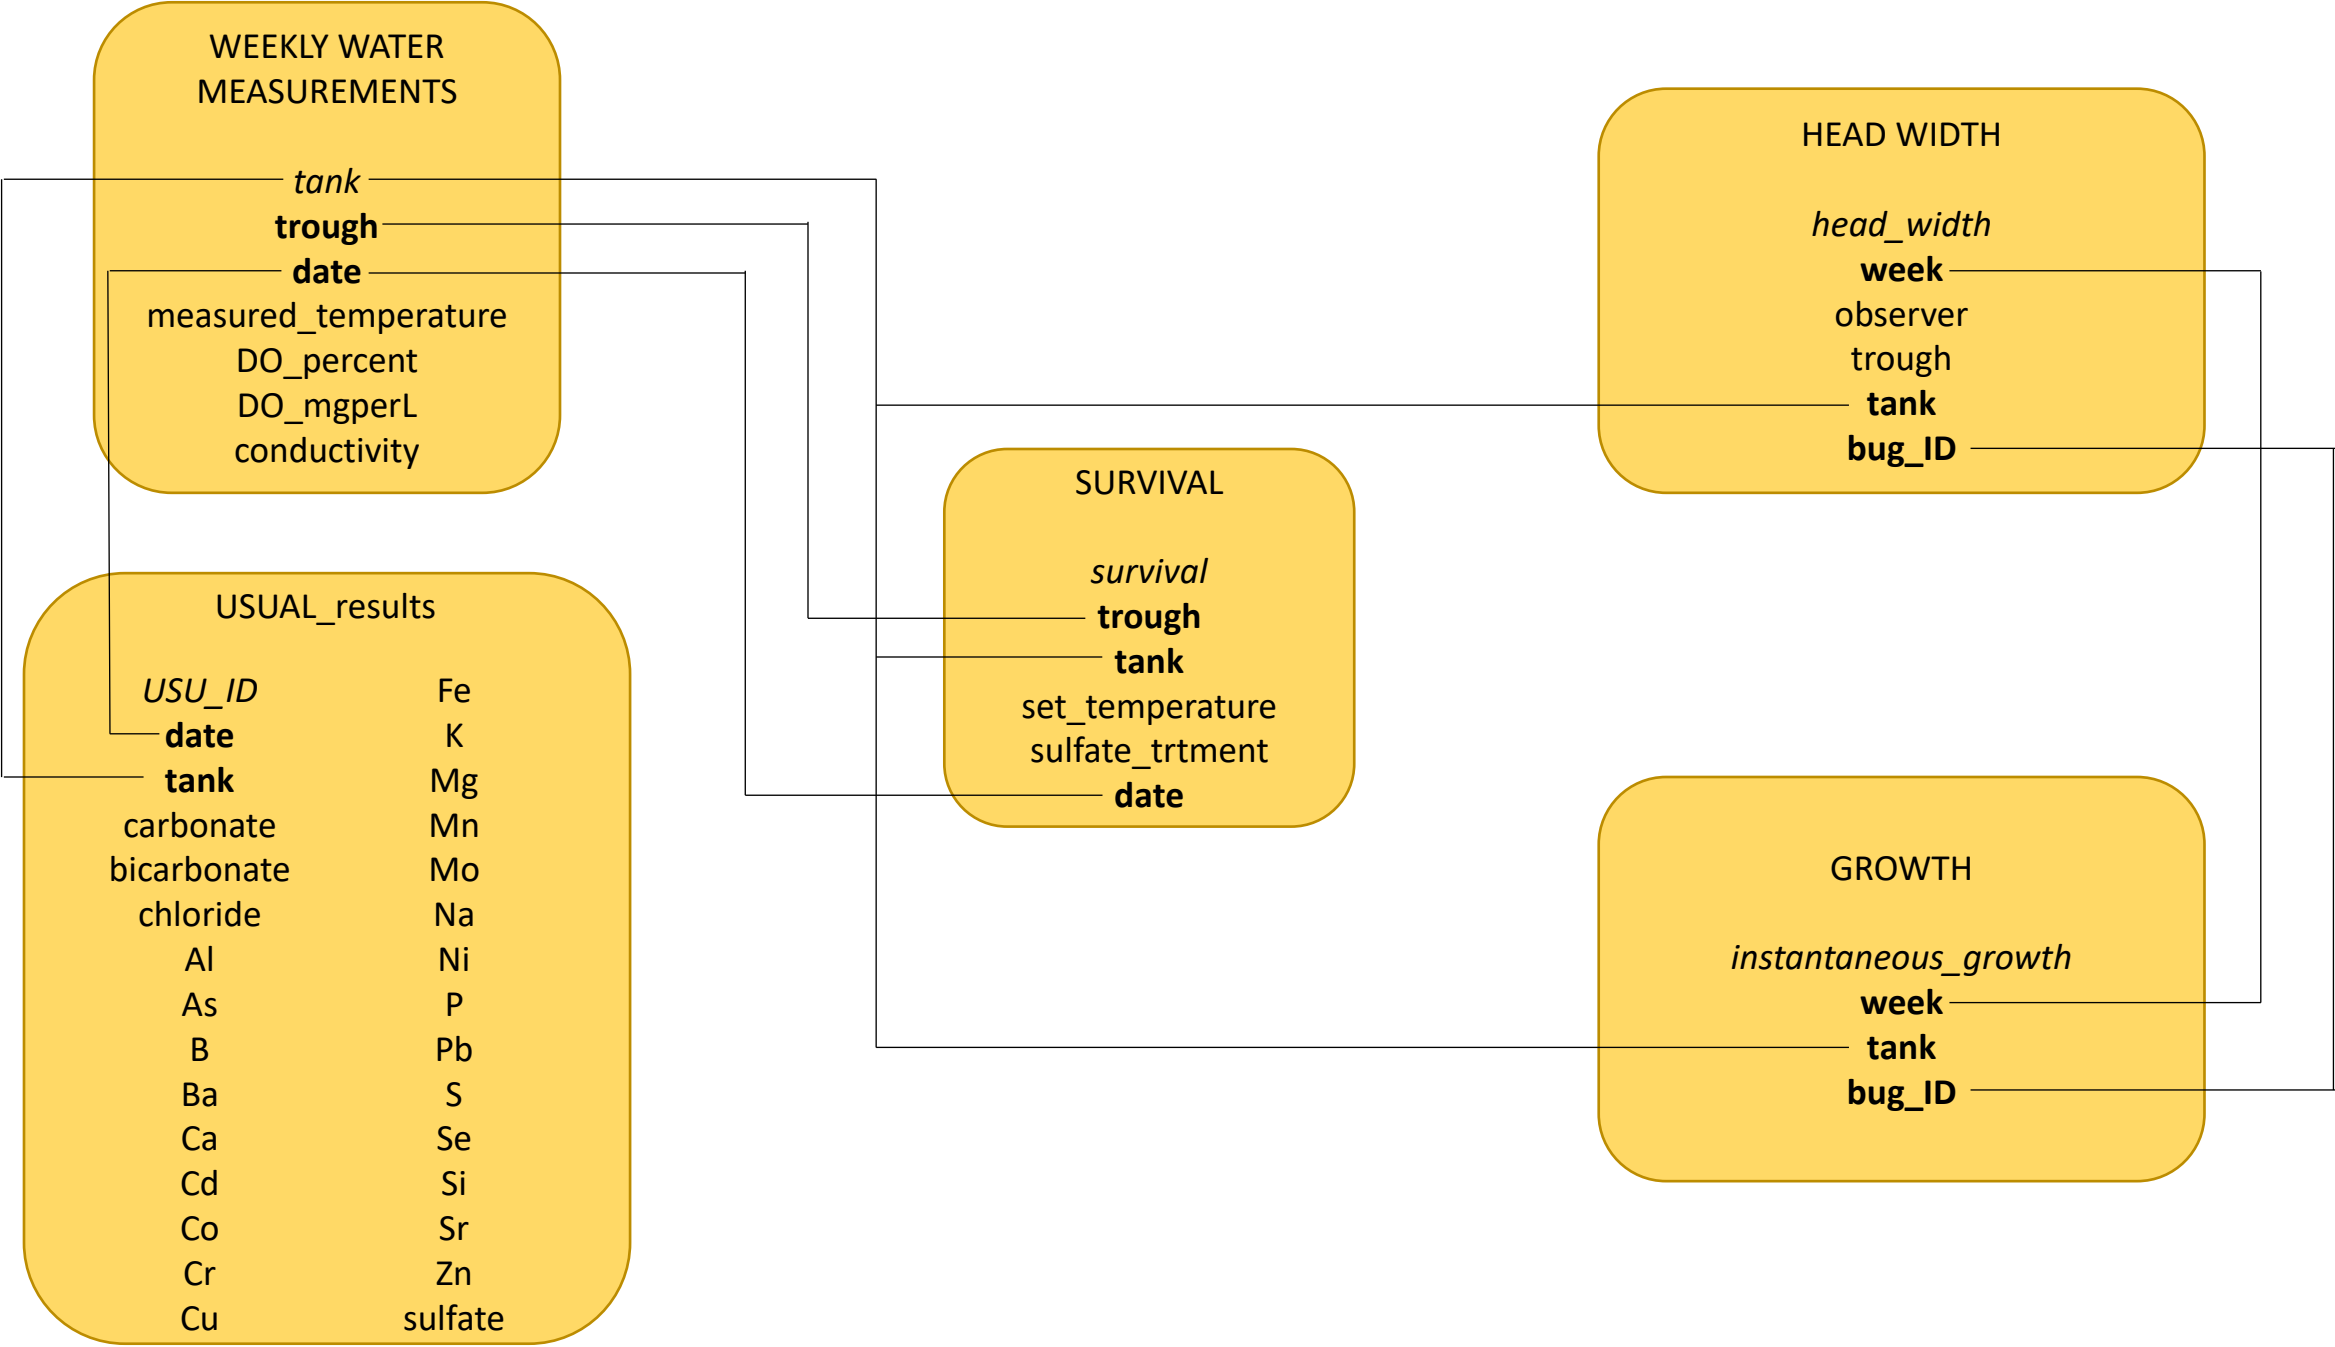 WEEKLY WATER
MEASUREMENTS
tank
trough
date
measured_temperature
DO_percent
DO_mgperL
conductivity
USUAL_results
USU_ID
date
tank
carbonate
bicarbonate
chloride
Al
As
B
Ba
Ca
Cd
Co
Cr
Cu
Fe
K
Mg
Mn
Mo
Na
Ni
P
Pb
S
Se
Si
Sr
Zn
sulfate
SURVIVAL
survival
trough
tank
set_temperature
sulfate_trtment
date
HEAD WIDTH
head_width
week
observer
trough
tank
bug_ID
GROWTH
instantaneous_growth
week
tank
bug_ID